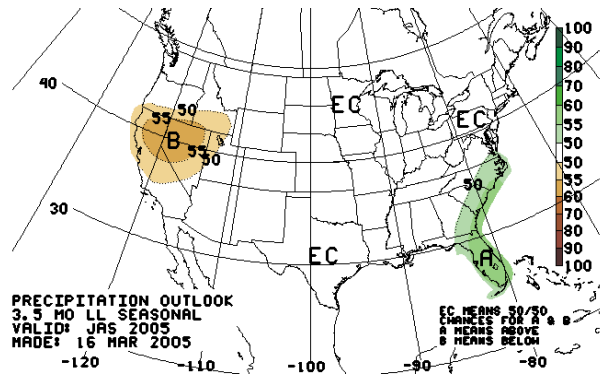 40
30
-120
-110
-100
-90
-80
55 50
B
55
50
EC
EC
EC
50
A
100
90
80
70
60
55
50
50
55
60
70
80
90
100
PRECIPITATION OUTLOOK
3.5 MO LL SEASONAL
VALID: JAS 2005
MADE: 16 MAR 2005
EC MEANS 50/50
CHANCES FOR A & B
A MEANS ABOVE
B MEANS BELOW